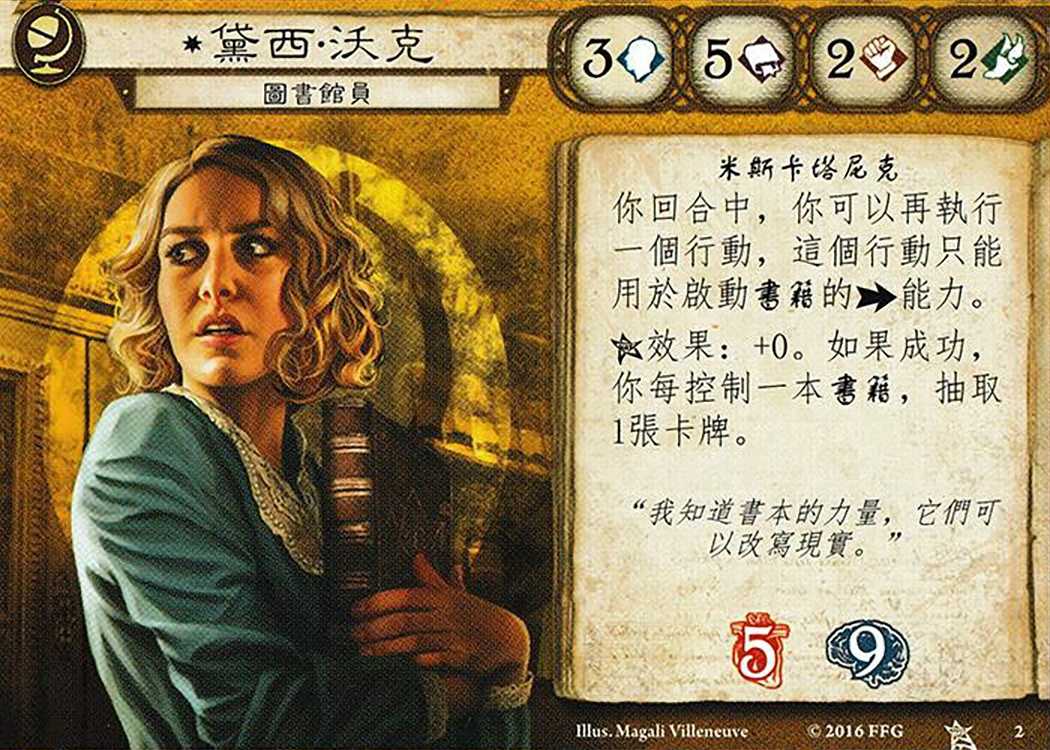 黛西·沃克
圖書館員
3 5 2 2
米斯卡塔尼克
你回合中，你可以再執行
一個行動，這個行動只能
用於啟動書籍的能力。
效果：+0。如果成功，
你每控制一本書籍，抽取
1張卡牌。
“我知道書本的力量，它們可
以改寫現實。”
5 9
Illus. Magali Villeneuve © 2016 FFG 2